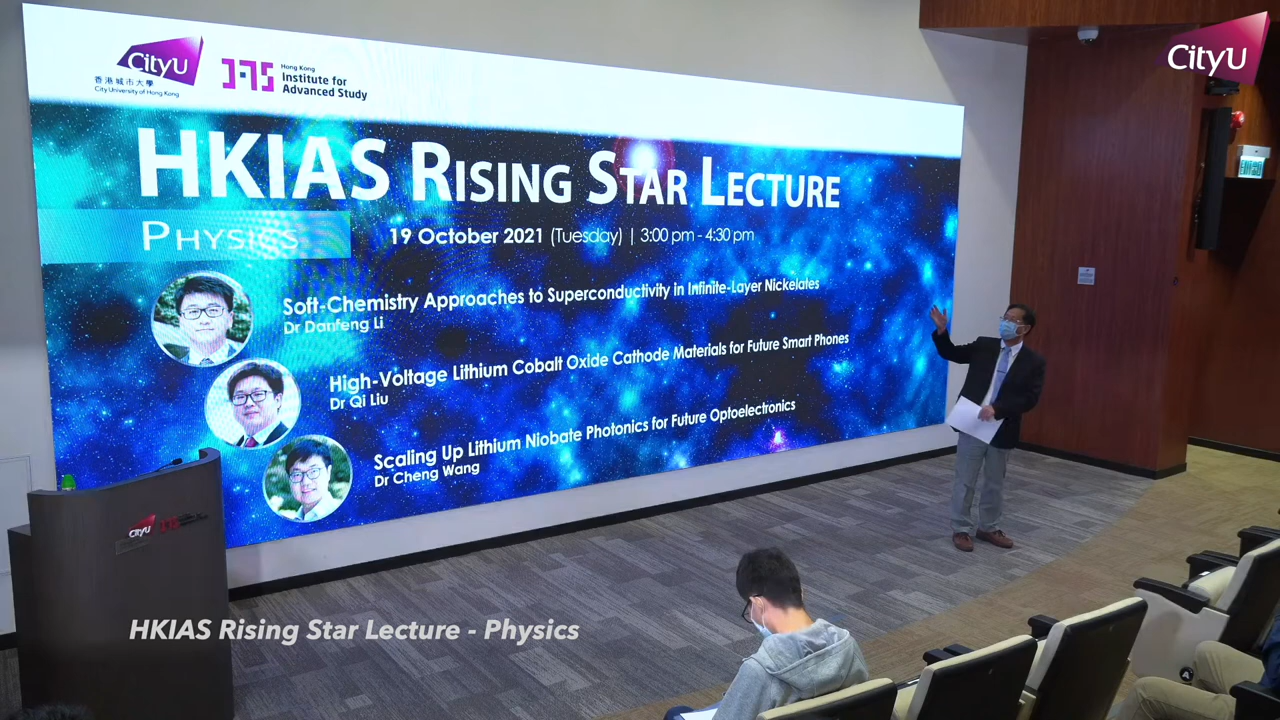 CityU
香港城市大學
City University of Hong Kong
Hong Kong
Institute for
Advanced Study
CityU
HKIAS RISING STAR LECTURE
PHYSICS
19 October 2021 (Tuesday) | 3:00 pm - 4:30 pm
Soft-Chemistry Approaches to Superconductivity in Infinite-Layer Nickelates
Dr Danfeng Li
High-Voltage Lithium Cobalt Oxide Cathode Materials for Future Smart Phones
Dr Qi Liu
Scaling Up Lithium Niobate Photonics for Future Optoelectronics
Dr Cheng Wang
CityU
HKIAS Rising Star Lecture - Physics
A